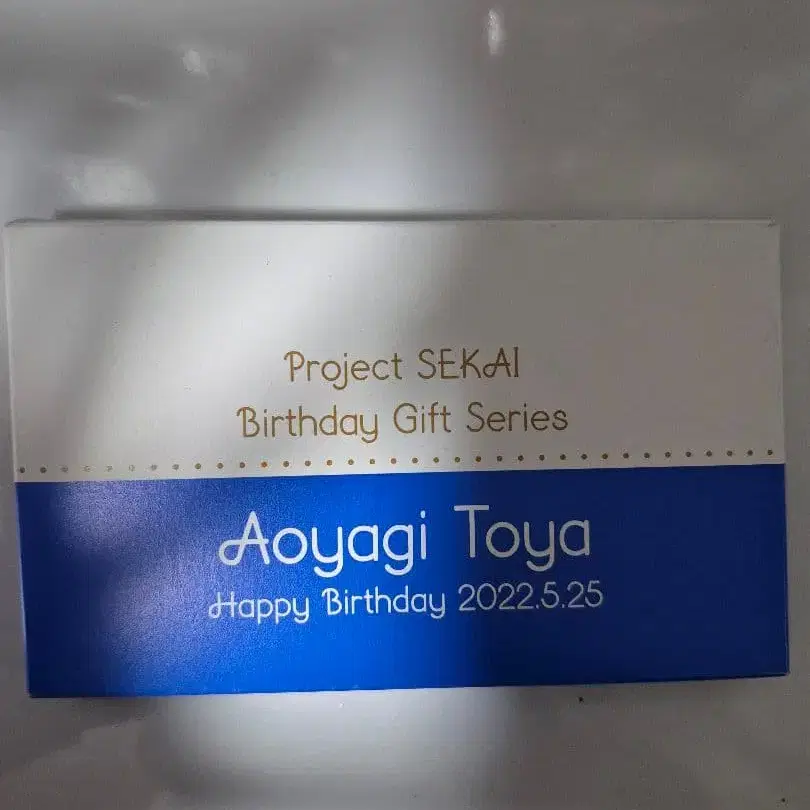 Project SEKAI
Birthday Gift Series
Aoyagi Toya
Happy Birthday 2022.5.25